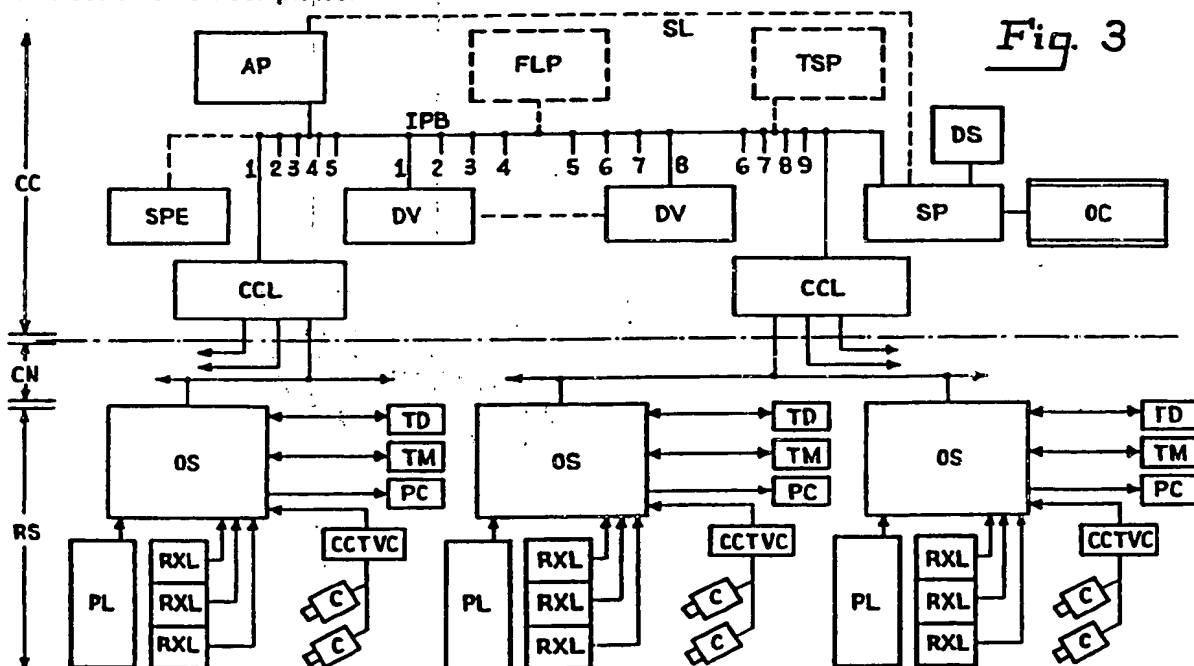 SL
Fig. 3
AP
FLP
TSP
IPB
DS
1 2 3 4 5 1 2 3 4 5 6 7 8 6 7 8 9
CC
SPE
DV
DV
SP
OC
CCL
CCL
CN
RS
OS
TD
TM
PC
CCTVC
PL
RXL
RXL
RXL
C
C
OS
TD
TM
PC
CCTVC
PL
RXL
RXL
RXL
C
C
OS
TD
TM
PC
CCTVC
PL
RXL
RXL
RXL
C
C